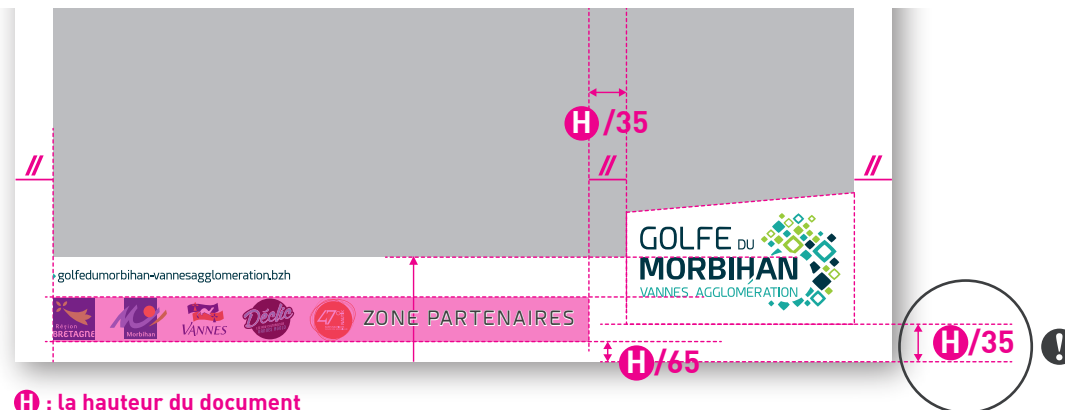 H/35
//
//
//
GOLFE DU
MORBIHAN
VANNES AGGLOMÉRATION
golfedumorbihan-vannesagglomeration.bzh
Région
BRETAGNE
Morbihan
VANNES
Déclic
ZONE PARTENAIRES
H/65
H/35
!
H : la hauteur du document